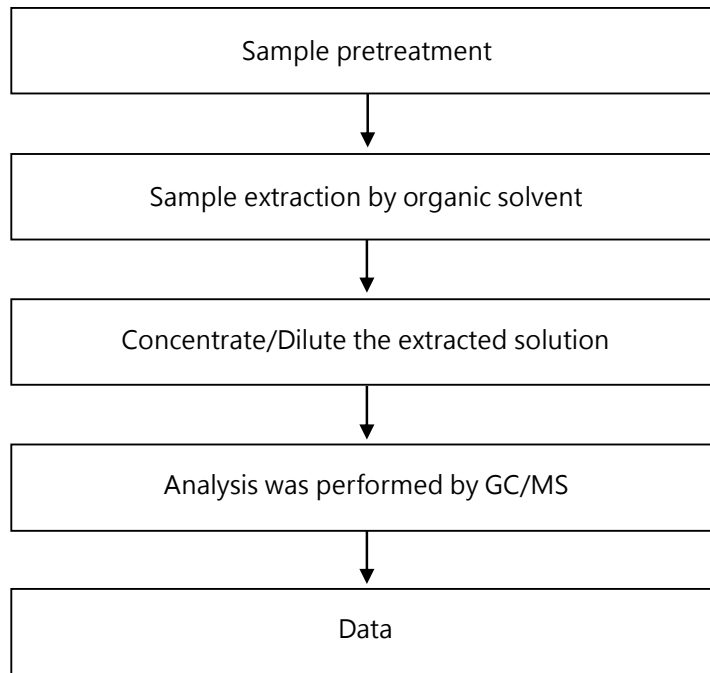 Sample pretreatment
Sample extraction by organic solvent
Concentrate/Dilute the extracted solution
Analysis was performed by GC/MS
Data